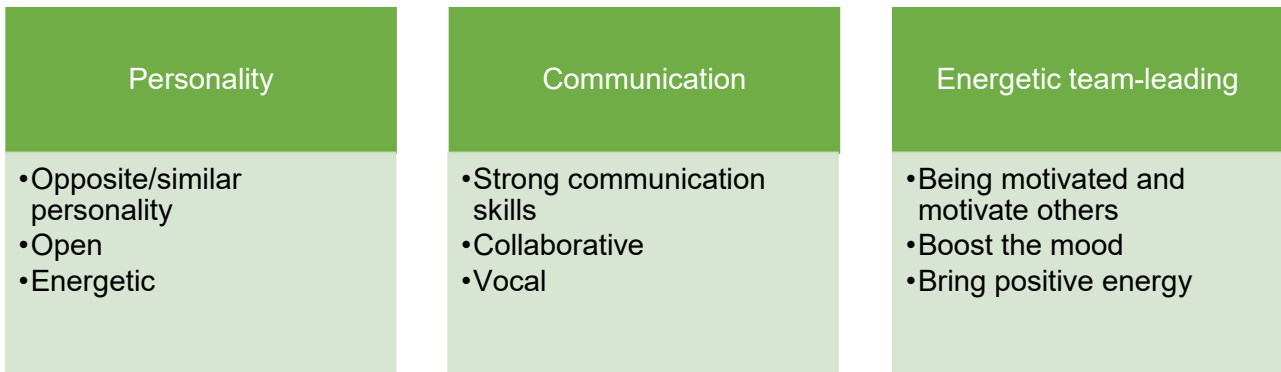 Personality
•Opposite/similar
personality
•Open
•Energetic
Communication
•Strong communication
skills
•Collaborative
•Vocal
Energetic team-leading
•Being motivated and
motivate others
•Boost the mood
•Bring positive energy